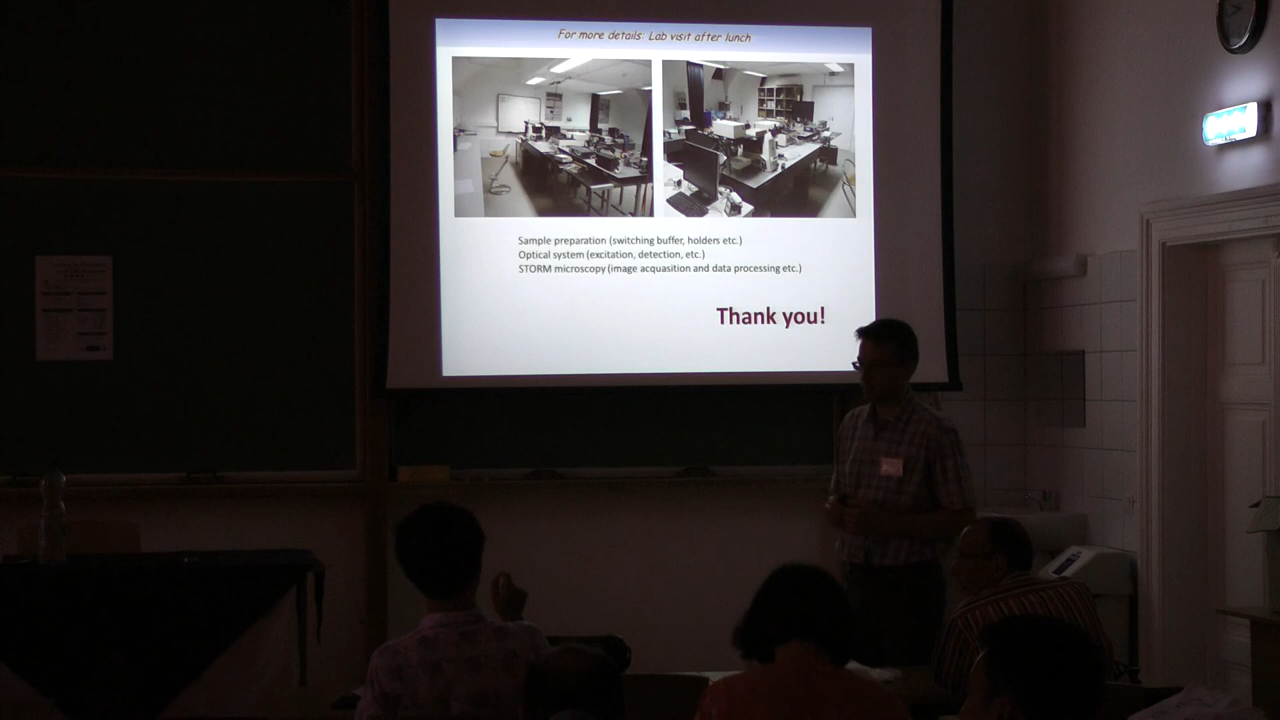 For more details: Lab visit after lunch
Sample preparation (switching buffer, holders etc.)
Optical system (excitation, detection, etc.)
STORM microscopy (image acquasition and data processing etc.)
Thank you!